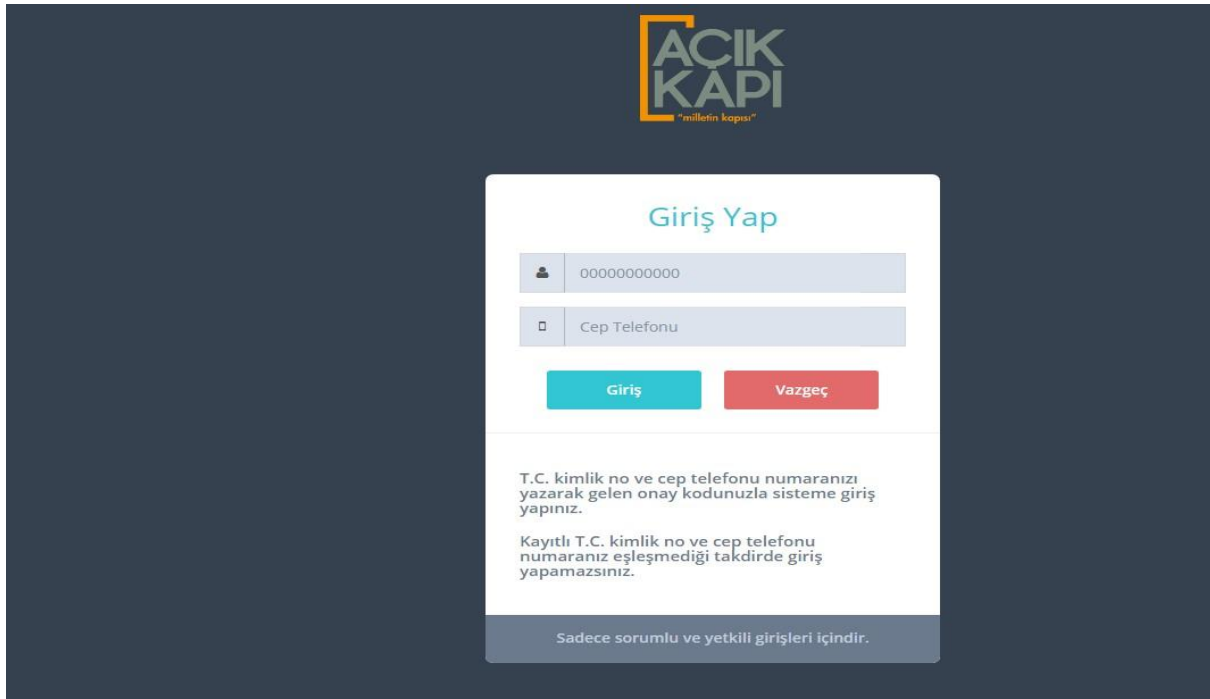 AÇIK
KAPI
"milletin kapısı"
Giriş Yap
00000000000
Cep Telefonu
Giriş
Vazgeç
T.C. kimlik no ve cep telefonu numaranızı
yazarak gelen onay kodunuzla sisteme giriş
yapınız.
Kayıtlı T.C. kimlik no ve cep telefonu
numaranız eşleşmediği takdirde giriş
yapamazsınız.
Sadece sorumlu ve yetkili girişleri içindir.